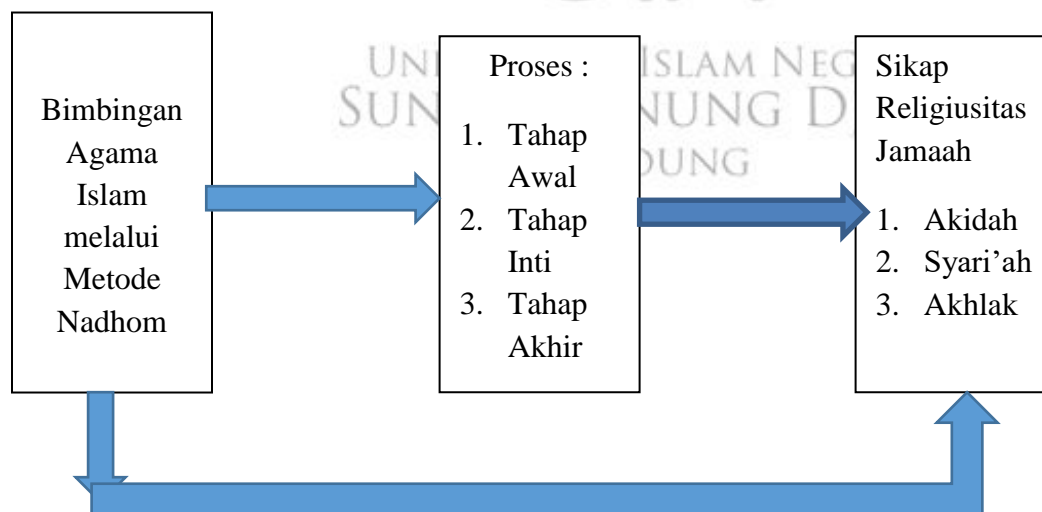 Bimbingan
Agama
Islam
melalui
Metode
Nadhom
Proses :
1. Tahap
Awal
2. Tahap
Inti
3. Tahap
Akhir
Sikap
Religiusitas
Jamaah
1. Akidah
2. Syari’ah
3. Akhlak
ISLAM